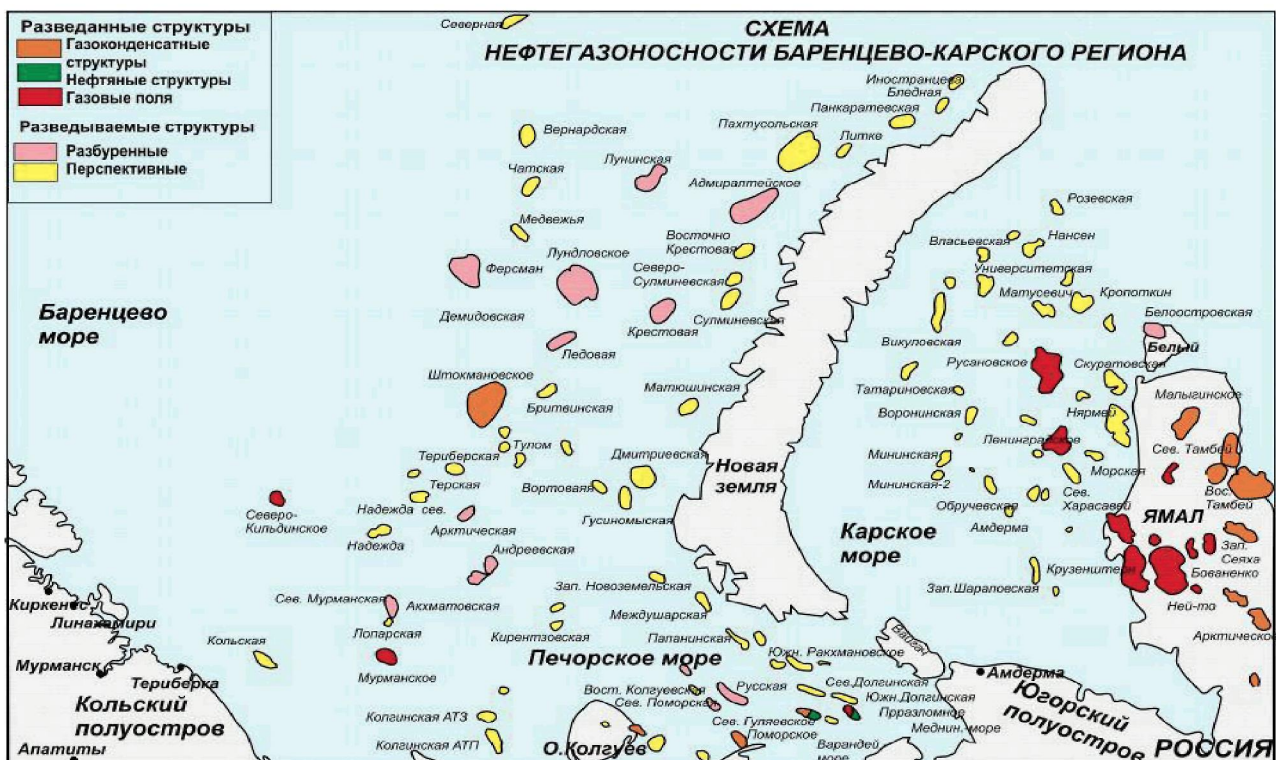 СХЕМА
НЕФТЕГАЗОНОСНОСТИ БАРЕНЦЕВО-КАРСКОГО РЕГИОНА
Разведанные структуры
Газоконденсатные
структуры
Нефтяные структуры
Газовые поля
Разведываемые структуры
Разбуренные
Перспективные
Северная
Иностранцева
Бледная
Панкаратевская
Пахтусольская
Литке
Вернардская
Лунинская
Чатская
Адмиралтейское
Розевская
Медвежья
Восточно
Крестовая
Власьевская
Нансен
Лундловское
Ферсман
Северо-
Сулминевская
Университетская
Матусевич
Кропоткин
Баренцево
море
Демидовская
Крестовая
Сулминевская
Белоостровская
Ледовая
Викуловская
Белый
Русановское
Скуратовская
Штокмановское
Бритвинская
Матюшинская
Татариновская
Малыгинское
Воронинская
Нярмей
Тулом
Ленинградское
Сев. Тамбей
Териберская
Дмитриевская
Мининская
Морская
Новая
земля
Терская
Вортовая
Мининская-2
Сев.
Харасавей
Вос.
Тамбей
Северо-
Кильдинское
Надежда сев.
Гусиномыская
Обручевская
ЯМАЛ
Арктическая
Карское
море
Амдерма
Надежда
Андреевская
Зап.
Сеяха
Крузенштерн
Бованенко
Зап. Новоземельская
Зап.Шараповская
Киркенес
Сев. Мурманская
Акхматовская
Междушарская
Ней-то
Линахамири
Лопарская
Кирентзовская
Папанинская
Вайгач
Арктическое
Кольская
Печорское море
Южн. Ракхмановское
Мурманск
Мурманское
Амдерма
Териберка
Вост. Колгуевская
Русская
Сев.Долгинская
Югорский
полуостров
Кольский
полуостров
Сев. Поморская
Южн.Долгинская
Колгинская АТЗ
Сев. Гуляевское
Прразломное
Поморское
Меднин. море
Колгинская АТП
О.Колгуев
Варандей
море
РОССИЯ
Апатиты